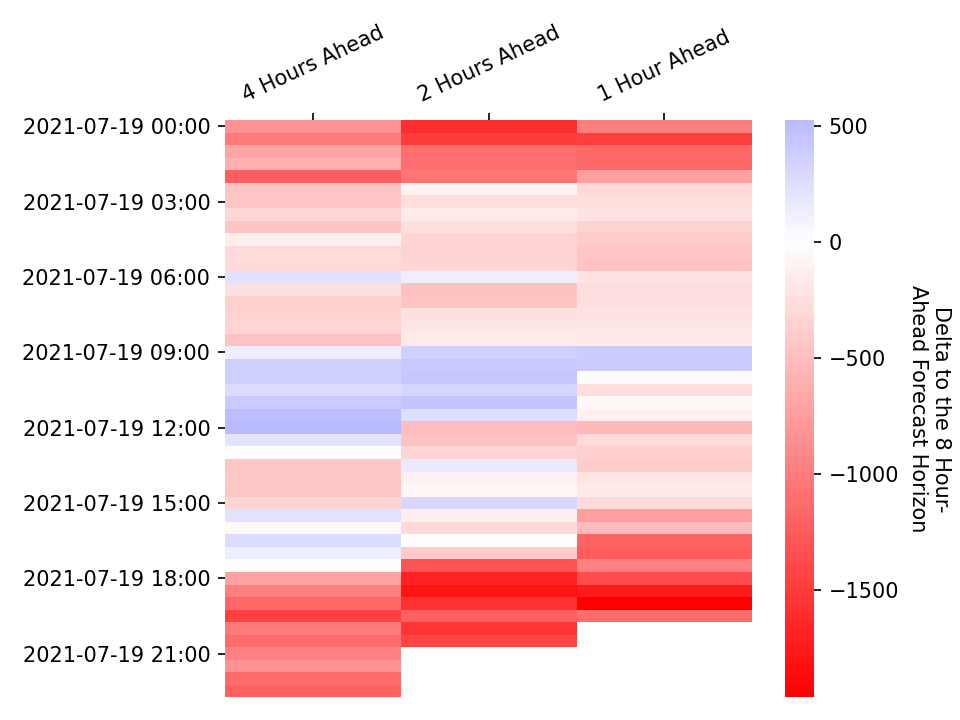 4 Hours Ahead
2 Hours Ahead
1 Hour Ahead
2021-07-19 00:00
2021-07-19 03:00
2021-07-19 06:00
2021-07-19 09:00
2021-07-19 12:00
2021-07-19 15:00
2021-07-19 18:00
2021-07-19 21:00
500
0
−500
−1000
−1500
Delta to the 8 Hour-
Ahead Forecast Horizon